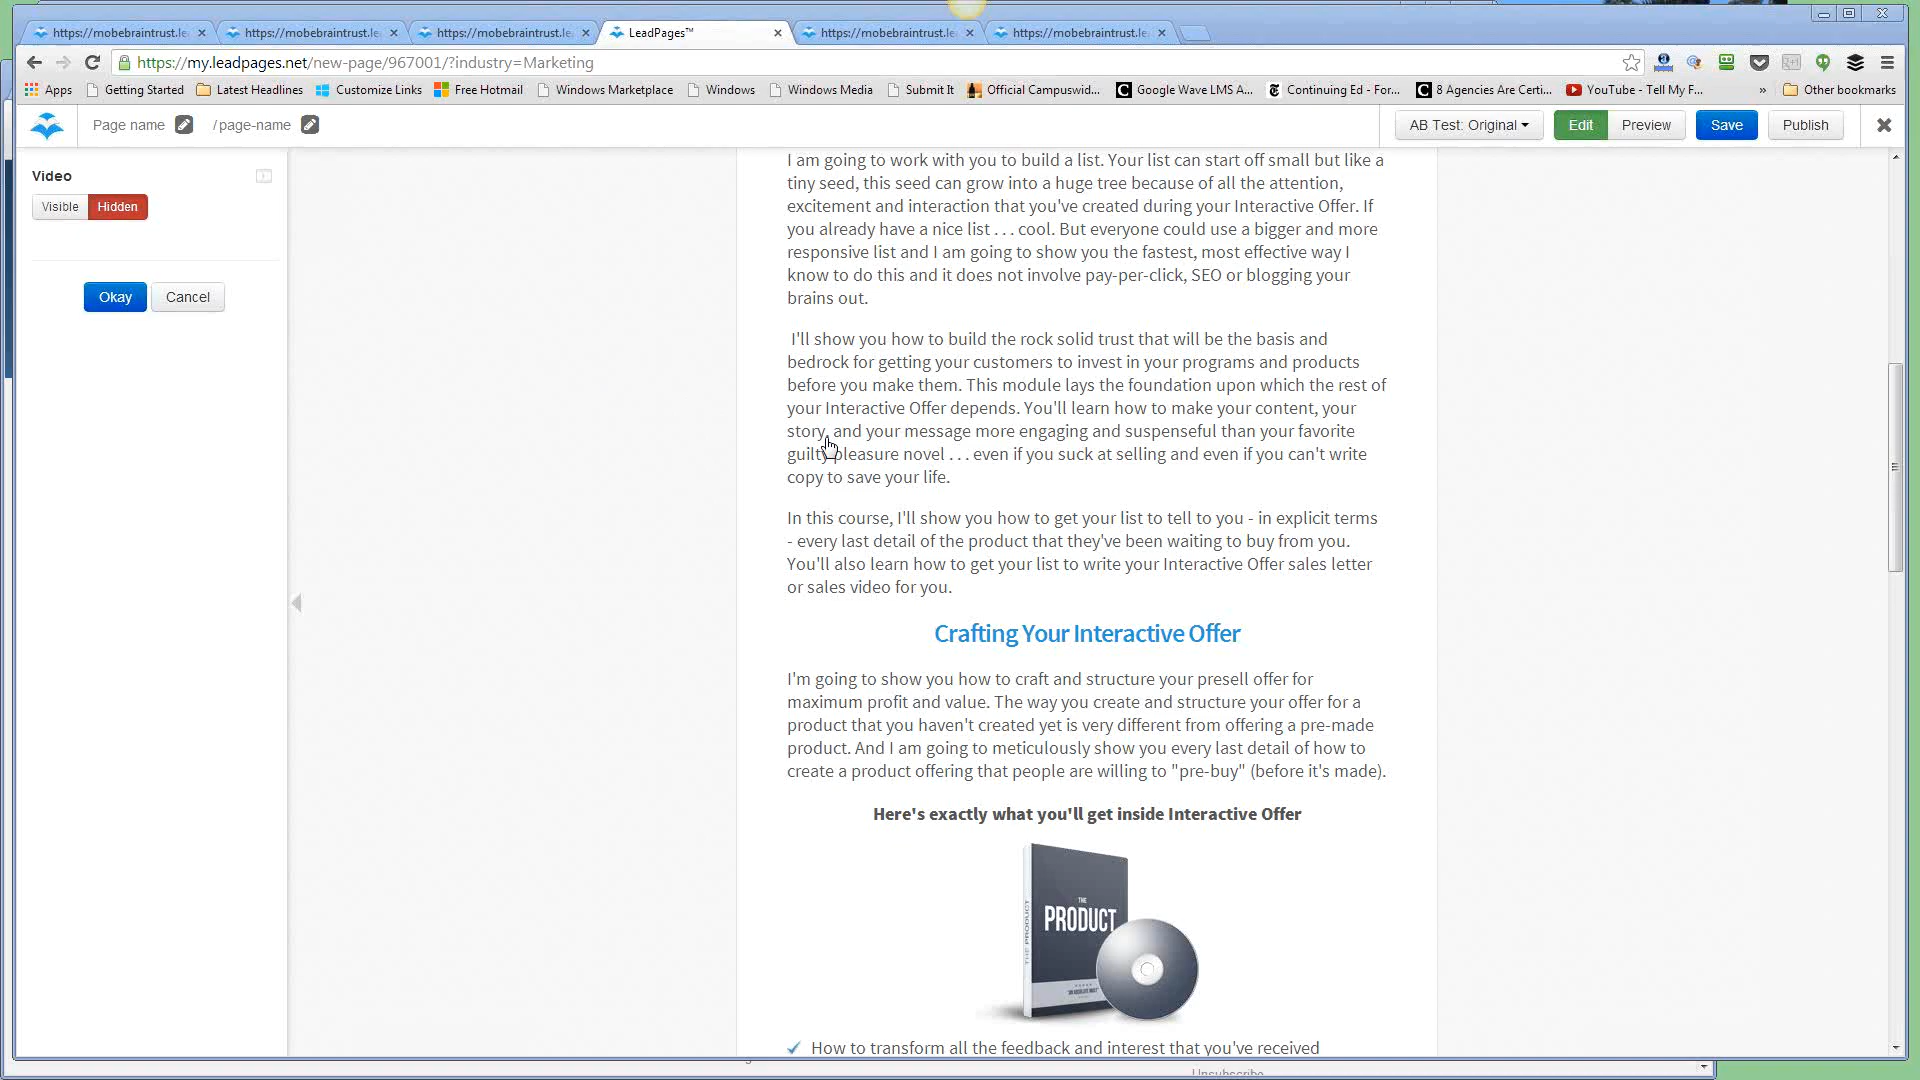 https://mobebraintrust.le
https://mobebraintrust.le
https://mobebraintrust.le
LeadPages™
https://mobebraintrust.le
https://mobebraintrust.le
https://my.leadpages.net/new-page/967001/?industry=Marketing
Apps
Getting Started
Latest Headlines
Customize Links
Free Hotmail
Windows Marketplace
Windows
Windows Media
Submit It
Official Campuswid...
Google Wave LMS A...
Continuing Ed - For...
8 Agencies Are Certi...
YouTube - Tell My F...
»
Other bookmarks
Page name
/page-name
AB Test: Original
Edit
Preview
Save
Publish
Video
Visible
Hidden
Okay
Cancel
I am going to work with you to build a list. Your list can start off small but like a
tiny seed, this seed can grow into a huge tree because of all the attention,
excitement and interaction that you've created during your Interactive Offer. If
you already have a nice list . . . cool. But everyone could use a bigger and more
responsive list and I am going to show you the fastest, most effective way I
know to do this and it does not involve pay-per-click, SEO or blogging your
brains out.
I'll show you how to build the rock solid trust that will be the basis and
bedrock for getting your customers to invest in your programs and products
before you make them. This module lays the foundation upon which the rest of
your Interactive Offer depends. You'll learn how to make your content, your
story, and your message more engaging and suspenseful than your favorite
guilty pleasure novel . . . even if you suck at selling and even if you can't write
copy to save your life.
In this course, I'll show you how to get your list to tell to you - in explicit terms
- every last detail of the product that they've been waiting to buy from you.
You'll also learn how to get your list to write your Interactive Offer sales letter
or sales video for you.
Crafting Your Interactive Offer
I'm going to show you how to craft and structure your presell offer for
maximum profit and value. The way you create and structure your offer for a
product that you haven't created yet is very different from offering a pre-made
product. And I am going to meticulously show you every last detail of how to
create a product offering that people are willing to "pre-buy" (before it's made).
Here's exactly what you'll get inside Interactive Offer
THE
PRODUCT
THE PRODUCT
How to transform all the feedback and interest that you've received
Unsubscribe